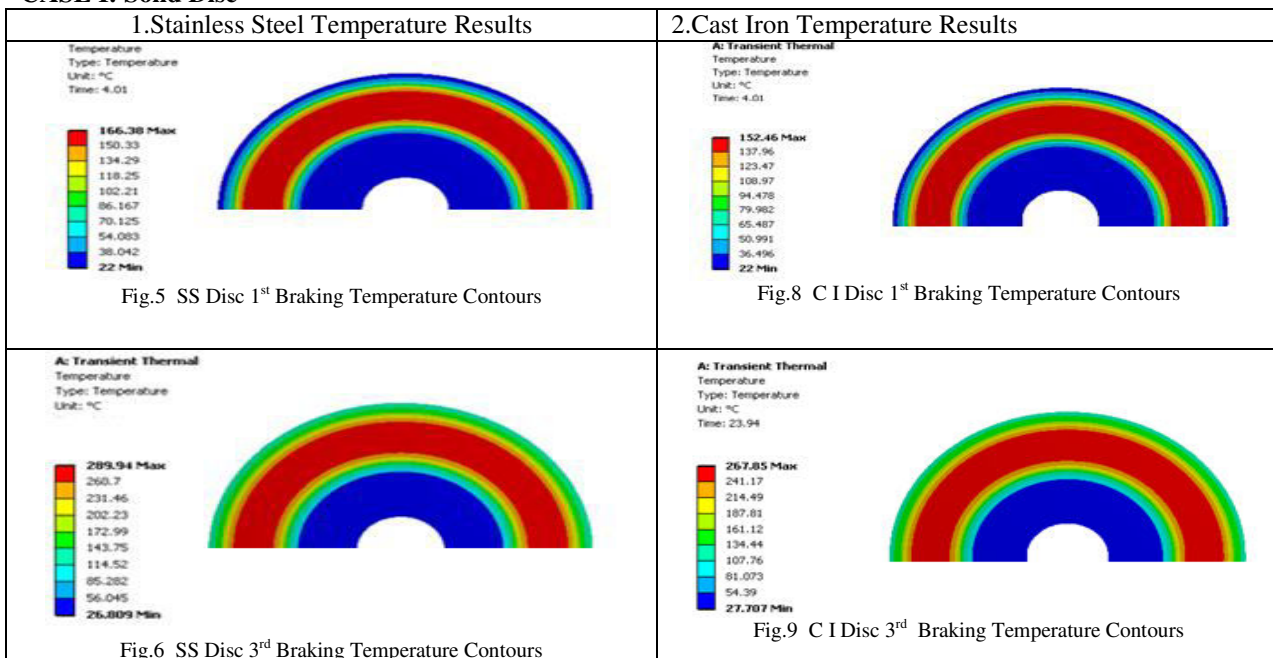 CASE 1. Solid Disc
1.Stainless Steel Temperature Results
Temperature
Type: Temperature
Unit: °C
Time: 4.01
166.38 Max
150.33
134.29
118.25
102.21
86.167
70.125
54.083
38.042
22 Min
Fig.5 SS Disc 1st Braking Temperature Contours
2.Cast Iron Temperature Results
A: Transient Thermal
Temperature
Type: Temperature
Unit: °C
Time: 4.01
152.46 Max
137.96
123.47
108.97
94.478
79.982
65.487
50.991
36.496
22 Min
Fig.8 C I Disc 1st Braking Temperature Contours
A: Transient Thermal
Temperature
Type: Temperature
Unit: °C
289.94 Max
260.7
231.46
202.23
172.99
143.75
114.52
85.282
56.045
26.809 Min
Fig.6 SS Disc 3rd Braking Temperature Contours
A: Transient Thermal
Temperature
Type: Temperature
Unit: °C
Time: 23.94
267.85 Max
241.17
214.49
187.81
161.12
134.44
107.76
81.073
54.39
27.707 Min
Fig.9 C I Disc 3rd Braking Temperature Contours